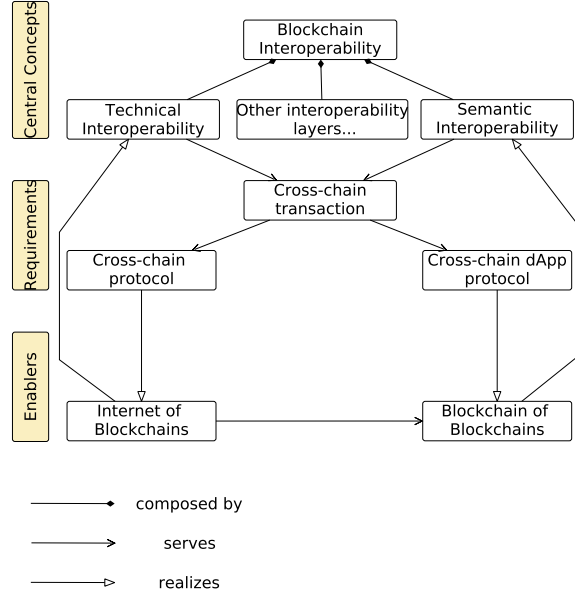 Central Concepts
Blockchain
Interoperability
Technical
Interoperability
Other interoperability
layers...
Semantic
Interoperability
Requirements
Cross-chain
transaction
Cross-chain
protocol
Cross-chain dApp
protocol
Enablers
Internet of
Blockchains
Blockchain of
Blockchains
composed by
serves
realizes